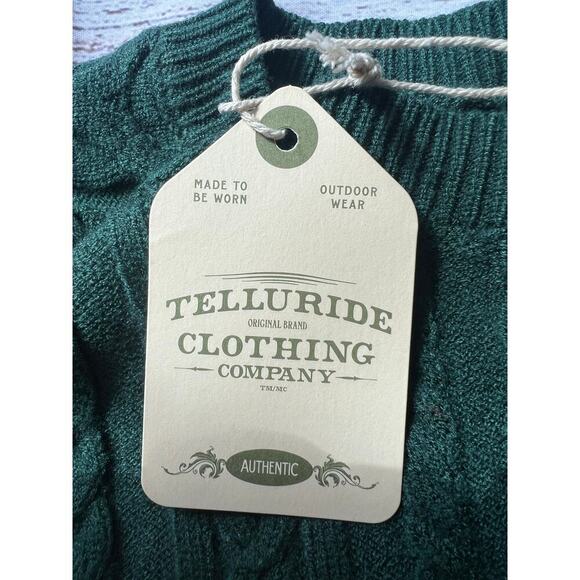 MADE TO
BE WORN
OUTDOOR
WEAR
TELLURIDE
ORIGINAL BRAND
CLOTHING
COMPANY
TM/MC
AUTHENTIC